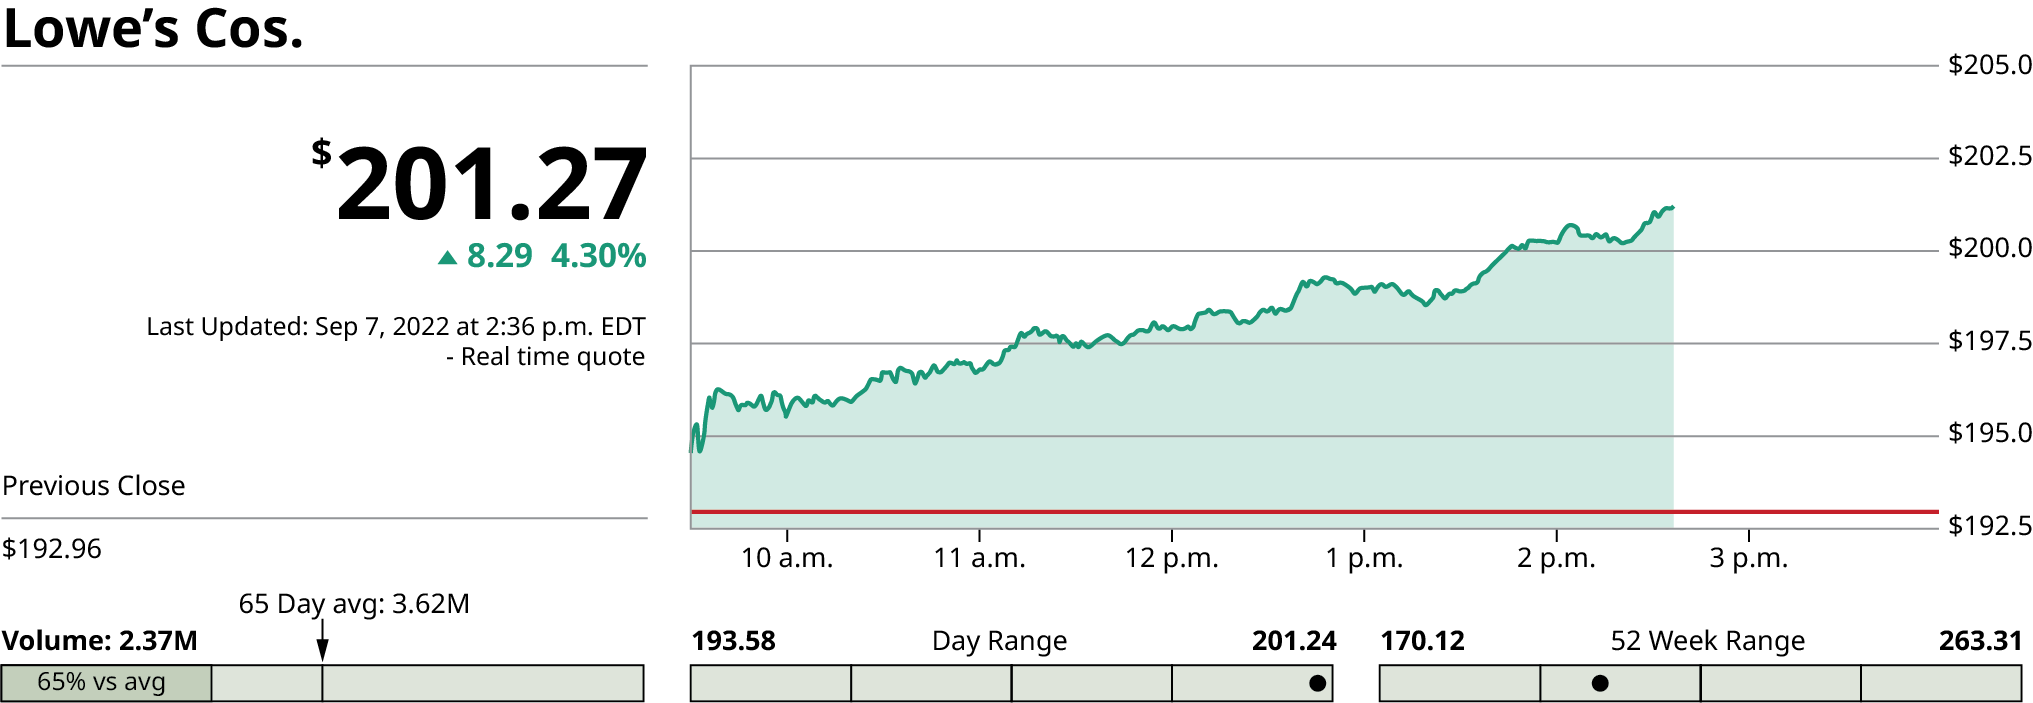 Lowe’s Cos.
$201.27
▲ 8.29 4.30%
Last Updated: Sep 7, 2022 at 2:36 p.m. EDT
- Real time quote
Previous Close
$192.96
$205.0
$202.5
$200.0
$197.5
$195.0
$192.5
10 a.m. 11 a.m. 12 p.m. 1 p.m. 2 p.m. 3 p.m.
65 Day avg: 3.62M
Volume: 2.37M
65% vs avg
193.58 Day Range 201.24
170.12 52 Week Range 263.31